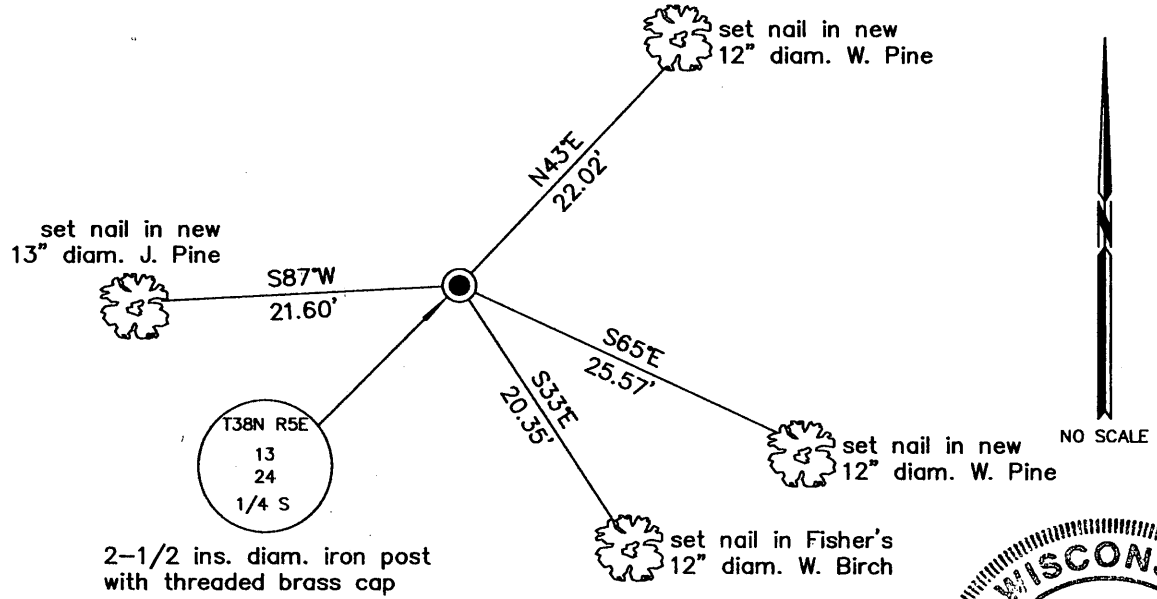 set nail in new
12" diam. W. Pine
N43°E
22.02'
set nail in new
13" diam. J. Pine
S87°W
21.60'
N
S65°E
25.57'
S33°E
20.35'
T38N R5E
13
24
1/4 S
NO SCALE
set nail in new
12" diam. W. Pine
set nail in Fisher's
12" diam. W. Birch
2-1/2 ins. diam. iron post
with threaded brass cap
WISCONS